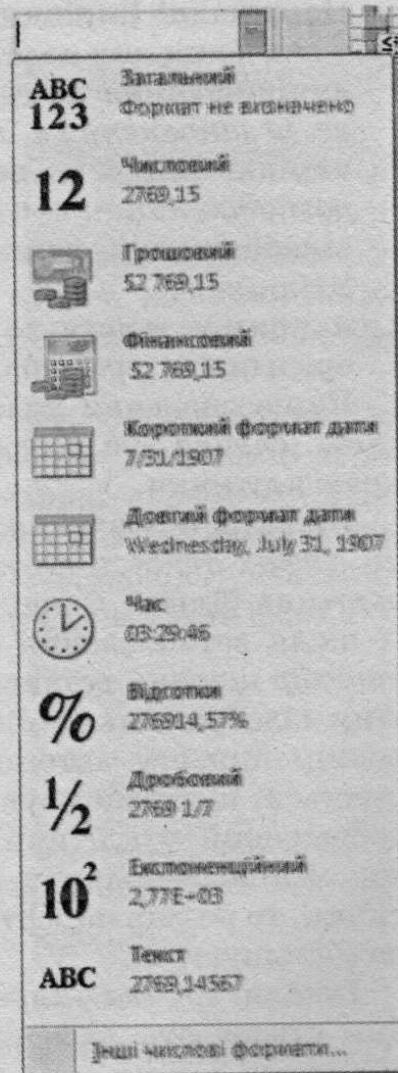 ABC
123
Загальний
Формат не визначено
12
Числовий
2769,15
Грошовий
$2 769,15
Фінансовий
$2 769,15
Короткий формат дати
7/31/1907
Довгий формат дати
Wednesday, July 31, 1907
Час
03:29:46
%
Відсотки
276914,57%
1/2
Дробовий
2769 1/7
10²
Експоненційний
2,77E+03
ABC
Текст
2769,14567
Інші числові формати...